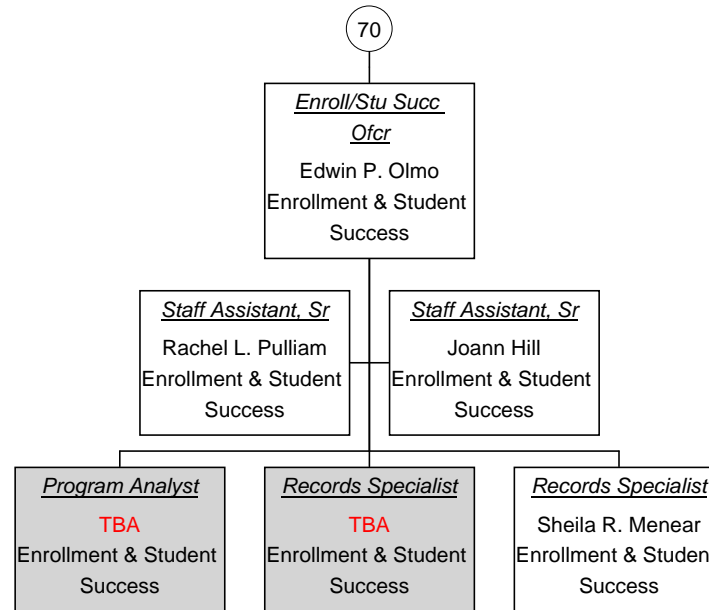 70
Enroll/Stu Succ
Ofcr
Edwin P. Olmo
Enrollment & Student
Success
Staff Assistant, Sr
Rachel L. Pulliam
Enrollment & Student
Success
Staff Assistant, Sr
Joann Hill
Enrollment & Student
Success
Program Analyst
TBA
Enrollment & Student
Success
Records Specialist
TBA
Enrollment & Student
Success
Records Specialist
Sheila R. Menear
Enrollment & Studen
Success